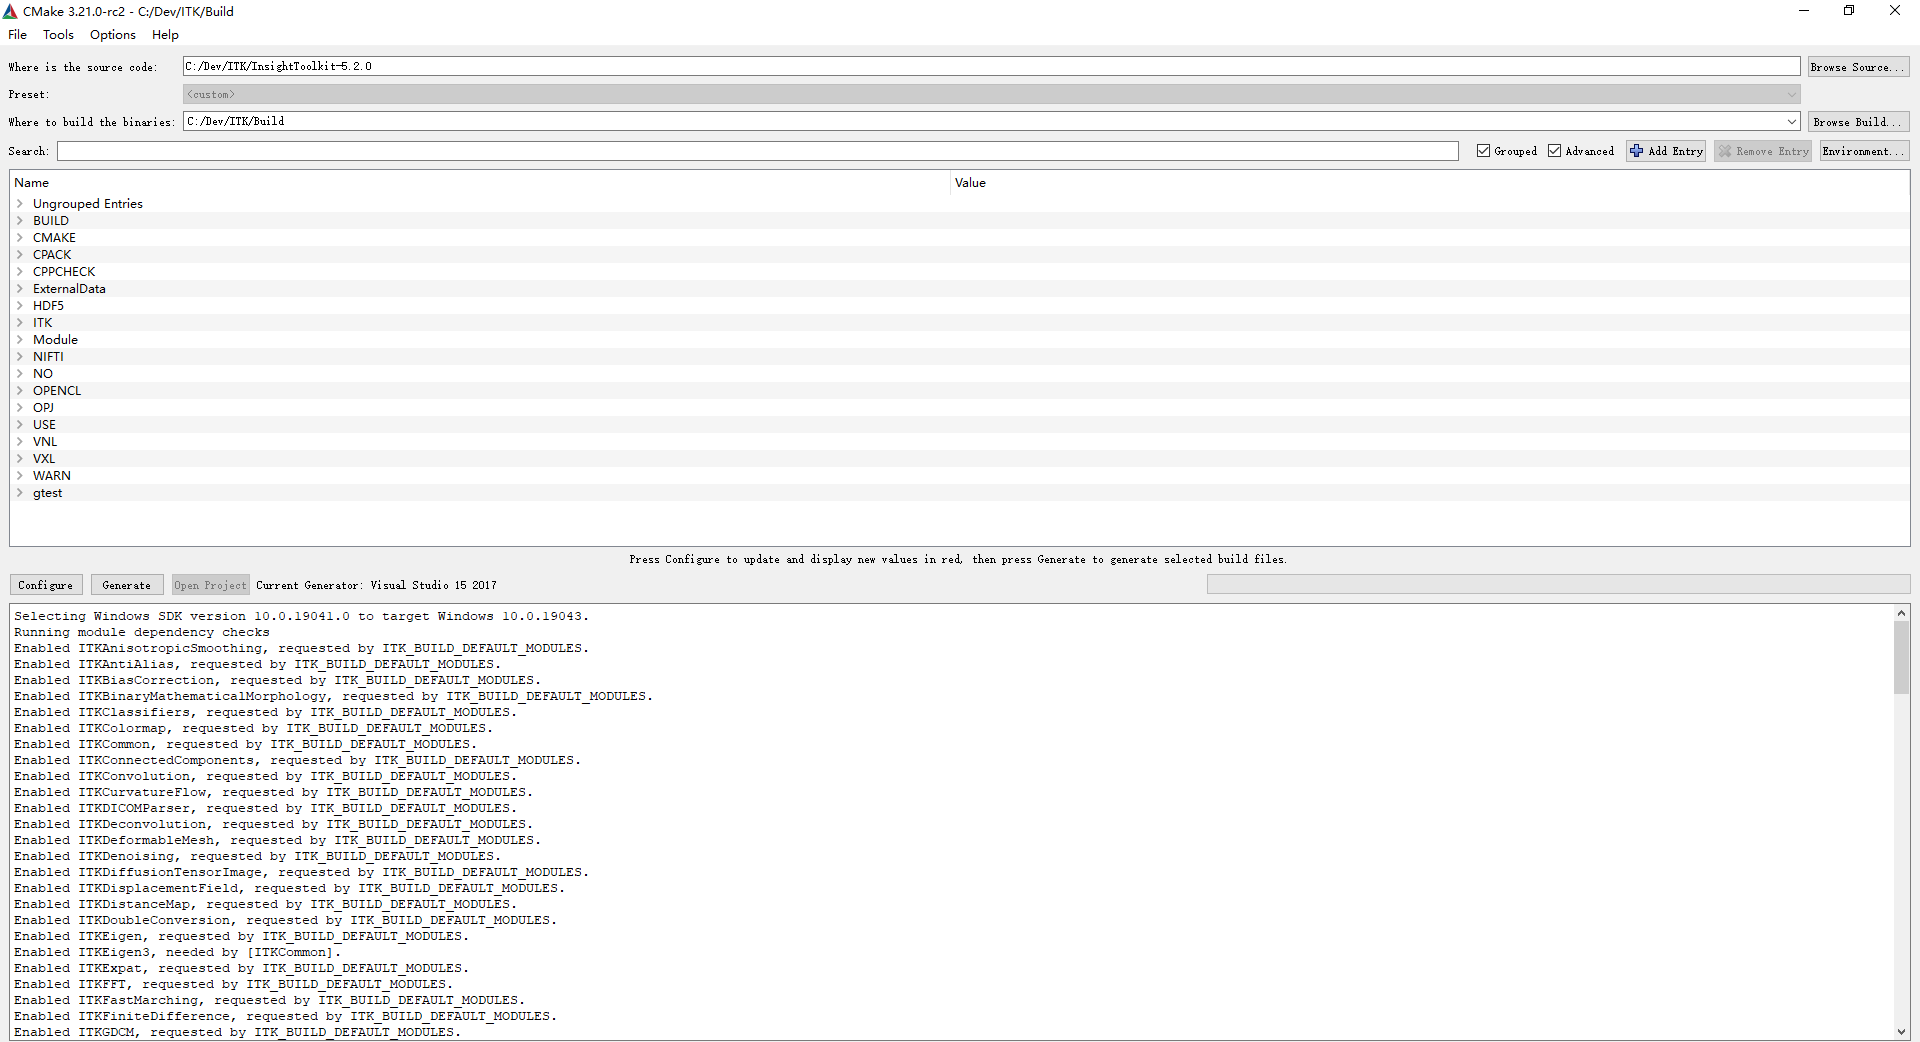 CMake 3.21.0-rc2 - C:/Dev/ITK/Build
File Tools Options Help
Where is the source code: C:/Dev/ITK/InsightToolkit-5.2.0 Browse Source...
Preset: <custom>
Where to build the binaries: C:/Dev/ITK/Build Browse Build...
Search: Grouped Advanced Add Entry Remove Entry Environment...
Name Value
Ungrouped Entries
BUILD
CMAKE
CPACK
CPPCHECK
ExternalData
HDF5
ITK
Module
NIFTI
NO
OPENCL
OPJ
USE
VNL
VXL
WARN
gtest
Press Configure to update and display new values in red, then press Generate to generate selected build files.
Configure Generate Open Project Current Generator: Visual Studio 15 2017
Selecting Windows SDK version 10.0.19041.0 to target Windows 10.0.19043.
Running module dependency checks
Enabled ITKAnisotropicSmoothing, requested by ITK_BUILD_DEFAULT_MODULES.
Enabled ITKAntiAlias, requested by ITK_BUILD_DEFAULT_MODULES.
Enabled ITKBiasCorrection, requested by ITK_BUILD_DEFAULT_MODULES.
Enabled ITKBinaryMathematicalMorphology, requested by ITK_BUILD_DEFAULT_MODULES.
Enabled ITKClassifiers, requested by ITK_BUILD_DEFAULT_MODULES.
Enabled ITKColormap, requested by ITK_BUILD_DEFAULT_MODULES.
Enabled ITKCommon, requested by ITK_BUILD_DEFAULT_MODULES.
Enabled ITKConnectedComponents, requested by ITK_BUILD_DEFAULT_MODULES.
Enabled ITKConvolution, requested by ITK_BUILD_DEFAULT_MODULES.
Enabled ITKCurvatureFlow, requested by ITK_BUILD_DEFAULT_MODULES.
Enabled ITKDICOMParser, requested by ITK_BUILD_DEFAULT_MODULES.
Enabled ITKDeconvolution, requested by ITK_BUILD_DEFAULT_MODULES.
Enabled ITKDeformableMesh, requested by ITK_BUILD_DEFAULT_MODULES.
Enabled ITKDenoising, requested by ITK_BUILD_DEFAULT_MODULES.
Enabled ITKDiffusionTensorImage, requested by ITK_BUILD_DEFAULT_MODULES.
Enabled ITKDisplacementField, requested by ITK_BUILD_DEFAULT_MODULES.
Enabled ITKDistanceMap, requested by ITK_BUILD_DEFAULT_MODULES.
Enabled ITKDoubleConversion, requested by ITK_BUILD_DEFAULT_MODULES.
Enabled ITKEigen, requested by ITK_BUILD_DEFAULT_MODULES.
Enabled ITKEigen3, needed by [ITKCommon].
Enabled ITKExpat, requested by ITK_BUILD_DEFAULT_MODULES.
Enabled ITKFFT, requested by ITK_BUILD_DEFAULT_MODULES.
Enabled ITKFastMarching, requested by ITK_BUILD_DEFAULT_MODULES.
Enabled ITKFiniteDifference, requested by ITK_BUILD_DEFAULT_MODULES.
Enabled ITKGDCM, requested by ITK_BUILD_DEFAULT_MODULES.